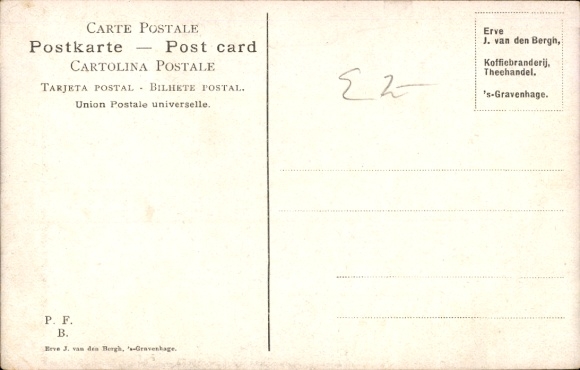 CARTE POSTALE
Postkarte — Post card
CARTOLINA POSTALE
TARJETA POSTAL - BILHETE POSTAL.
Union Postale universelle.
Erve
J. van den Bergh,
Koffiebranderij,
Theehandel.
's-Gravenhage.
P. F.
B.
Erve J. van den Bergh, 's-Gravenhage.